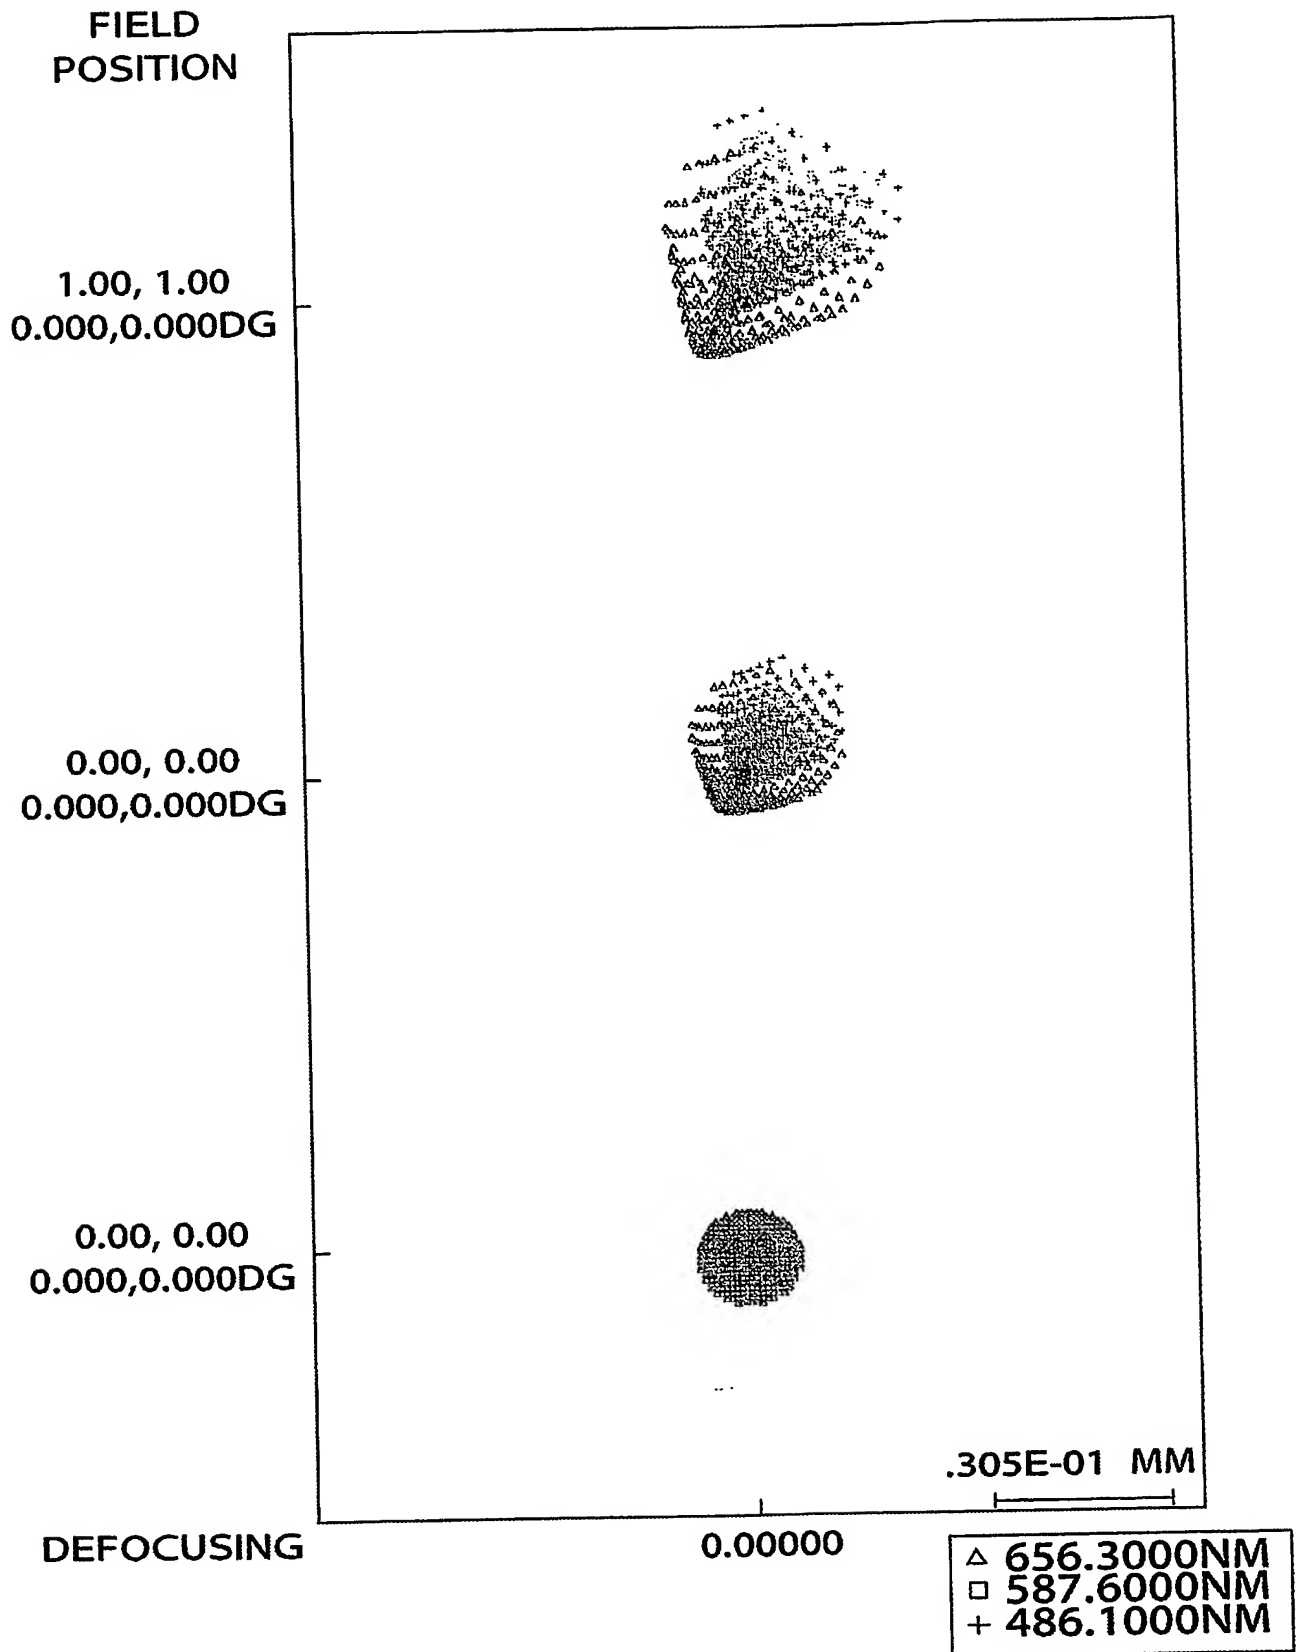 FIELD
POSITION
1.00, 1.00
0.000,0.000DG
0.00, 0.00
0.000,0.000DG
0.00, 0.00
0.000,0.000DG
.305E-01 MM
DEFOCUSING
0.00000
△ 656.3000NM
□ 587.6000NM
+ 486.1000NM